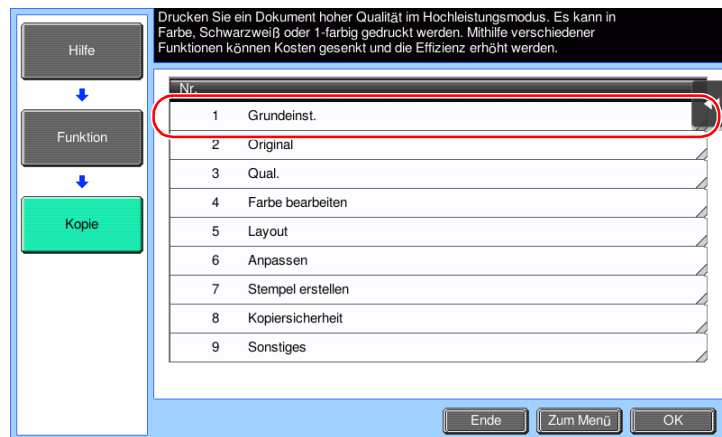 Drucken Sie ein Dokument hoher Qualität im Hochleistungsmodus. Es kann in
Farbe, Schwarzweiß oder 1-farbig gedruckt werden. Mithilfe verschiedener
Funktionen können Kosten gesenkt und die Effizienz erhöht werden.
Hilfe
Funktion
Kopie
Nr.
1 Grundeinst.
2 Original
3 Qual.
4 Farbe bearbeiten
5 Layout
6 Anpassen
7 Stempel erstellen
8 Kopiersicherheit
9 Sonstiges
Ende Zum Menü OK